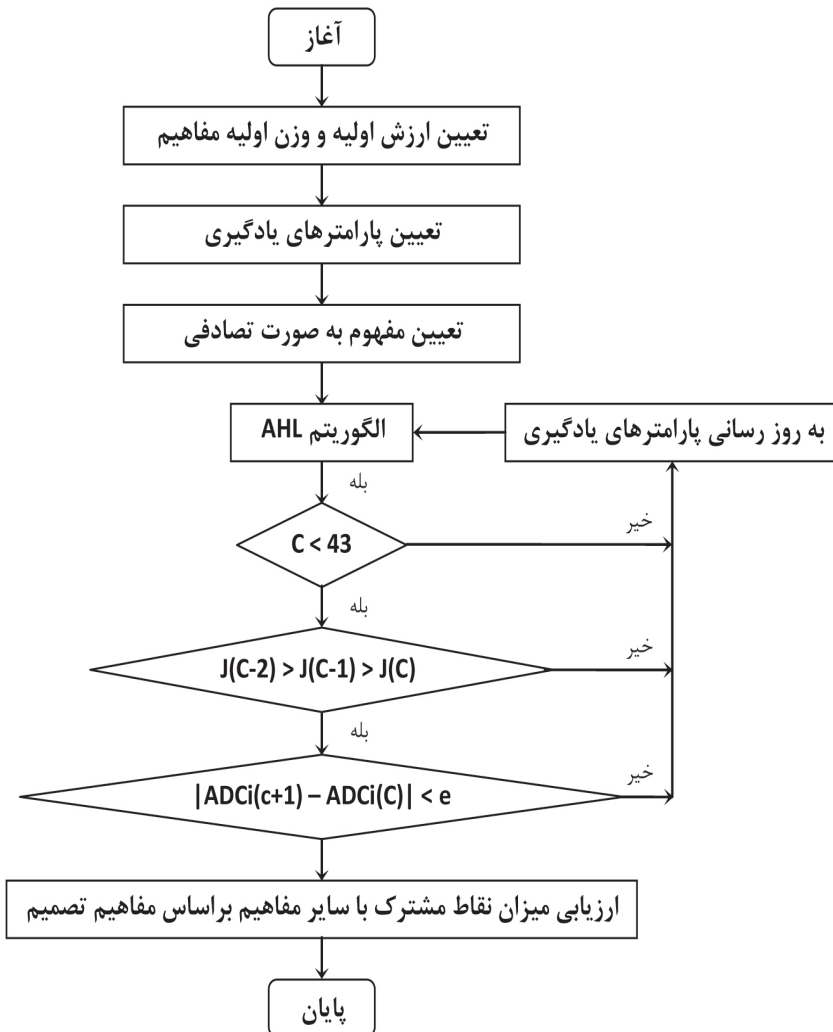 آغاز
تعیین ارزش اولیه و وزن اولیه مفاهیم
تعیین پارامترهای یادگیری
تعیین مفهوم به صورت تصادفی
الگوریتم AHL
به روز رسانی پارامترهای یادگیری
بله
C < 43
خیر
بله
J(C-2) > J(C-1) > J(C)
خیر
بله
|ADCi(c+1) – ADCi(C)| < e
خیر
ارزیابی میزان نقاط مشترک با سایر مفاهیم براساس مفاهیم تصمیم
پایان